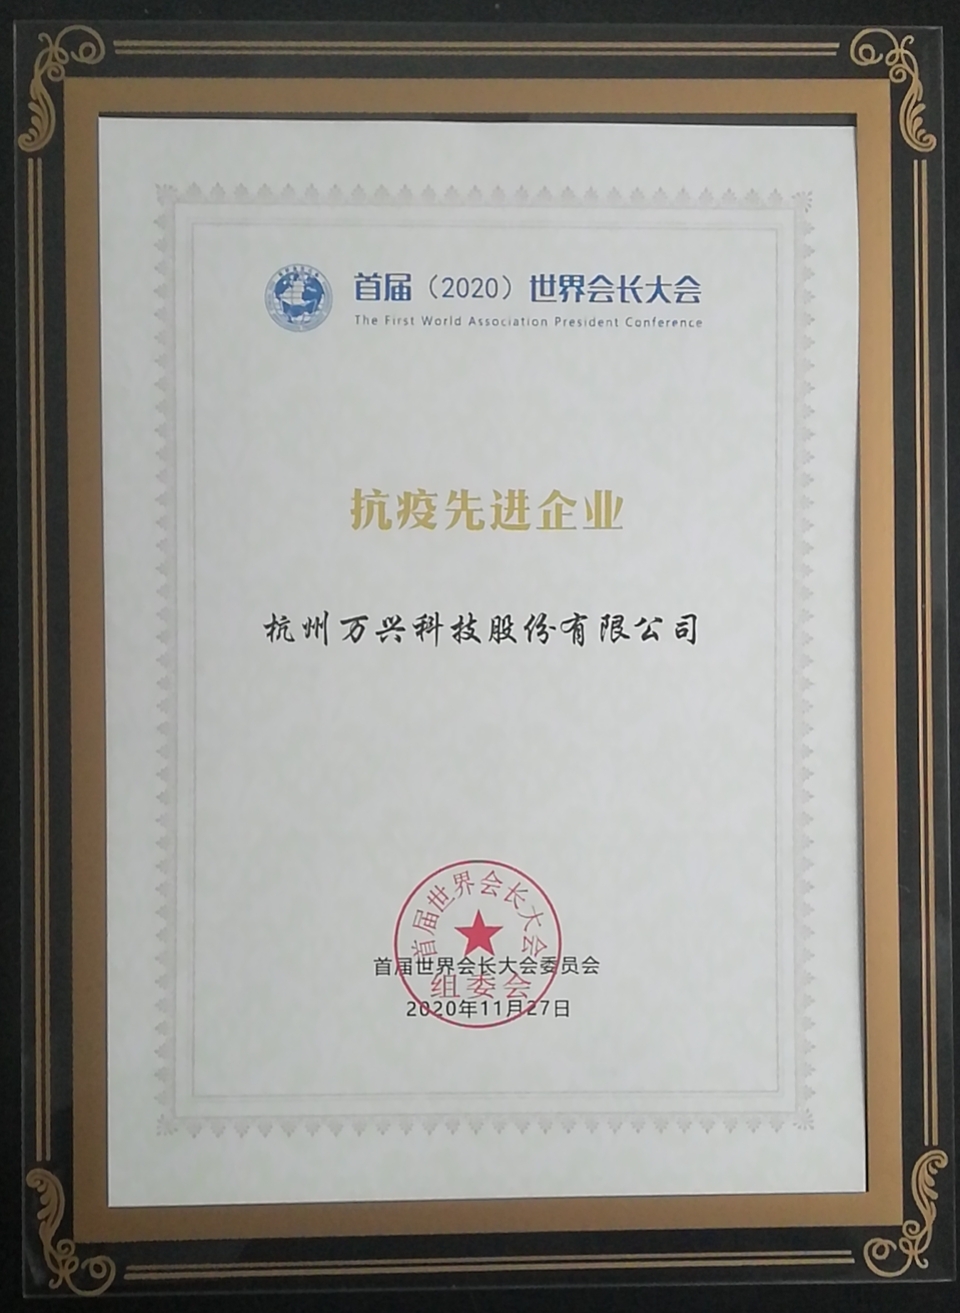 首届（2020）世界会长大会
The First World Association President Conference
抗疫先进企业
杭州万兴科技股份有限公司
首届世界会长大会
组委会
首届世界会长大会委员会
2020年11月27日